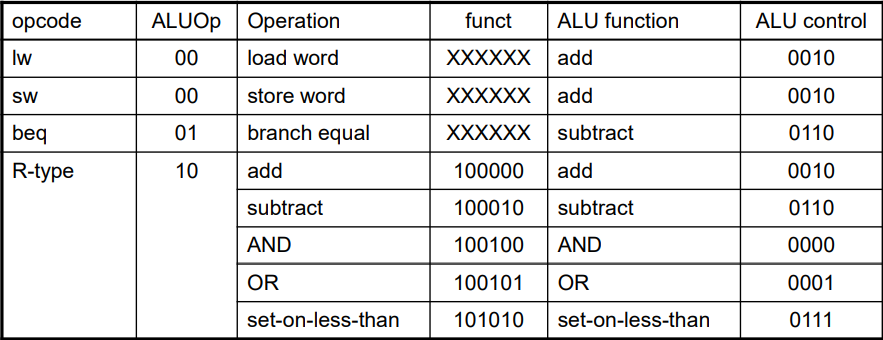 opcode ALUOp Operation funct ALU function ALU control
lw 00 load word XXXXXX add 0010
sw 00 store word XXXXXX add 0010
beq 01 branch equal XXXXXX subtract 0110
R-type 10 add 100000 add 0010
subtract 100010 subtract 0110
AND 100100 AND 0000
OR 100101 OR 0001
set-on-less-than 101010 set-on-less-than 0111